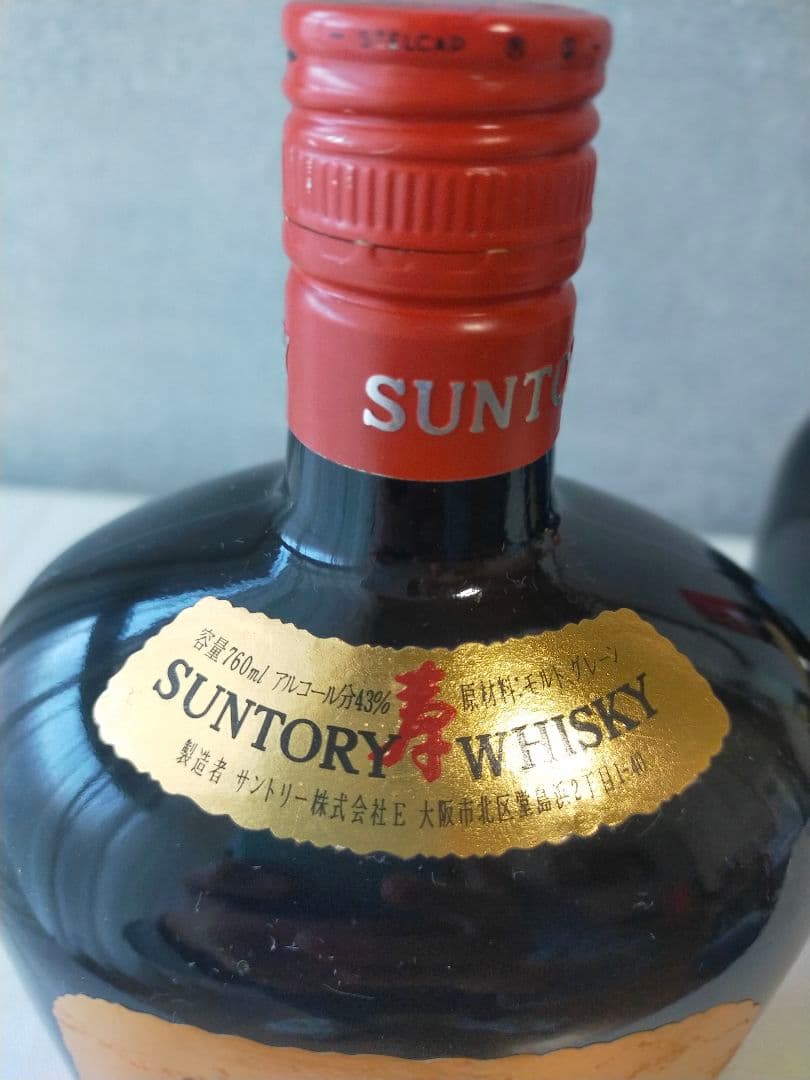 STELCAP
SUNTO
容量760ml アルコール分43% 原材料:モルト グレーン
SUNTORY 寿 WHISKY
製造者 サントリー株式会社E 大阪市北区堂島浜2丁目1-40